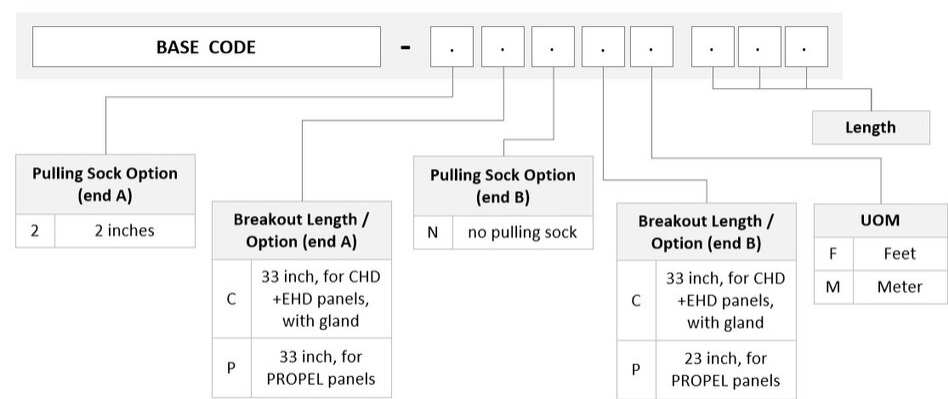 BASE CODE - . . . . . . . .
Length
Pulling Sock Option
(end A)
2 2 inches
Breakout Length /
Option (end A)
C 33 inch, for CHD
+EHD panels,
with gland
P 33 inch, for
PROPEL panels
Pulling Sock Option
(end B)
N no pulling sock
Breakout Length /
Option (end B)
C 33 inch, for CHD
+EHD panels,
with gland
P 23 inch, for
PROPEL panels
UOM
F Feet
M Meter